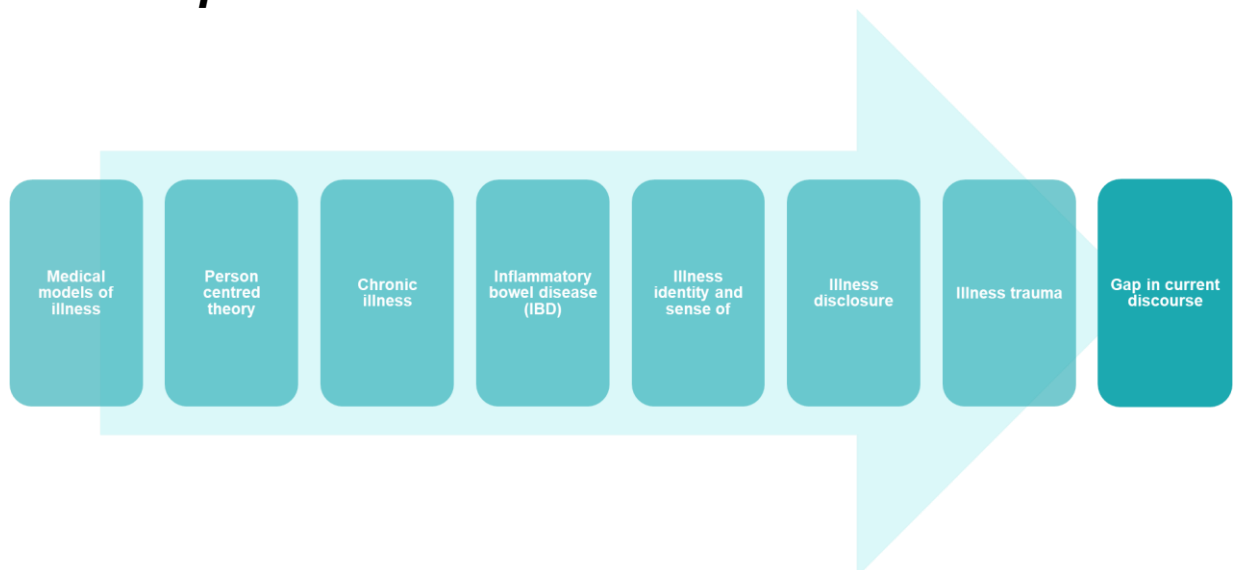 Medical
models of
illness
Person
centred
theory
Chronic
illness
Inflammatory
bowel disease
(IBD)
Illness
identity and
sense of
Illness
disclosure
Illness trauma
Gap in current
discourse